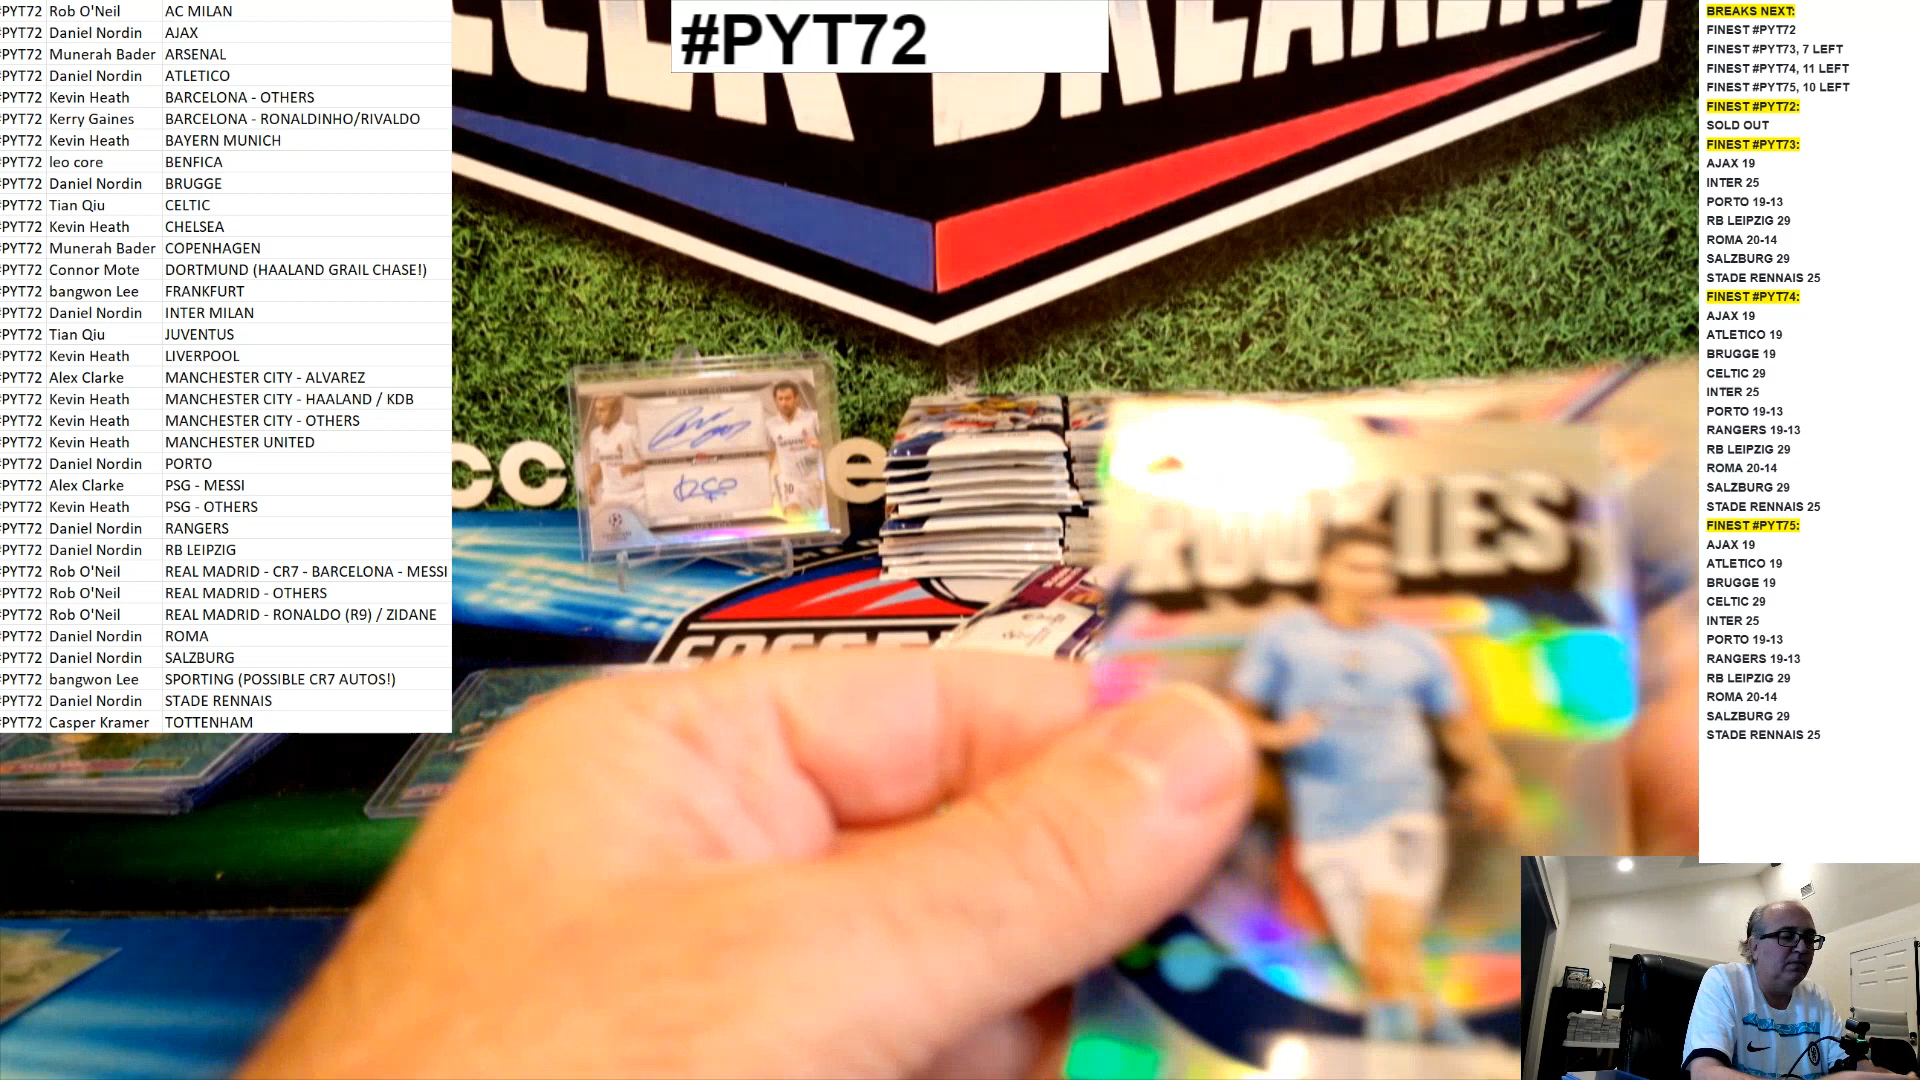 #PYT72 Rob O'Neil AC MILAN
#PYT72 Daniel Nordin AJAX
#PYT72 Munerah Bader ARSENAL
#PYT72 Daniel Nordin ATLETICO
#PYT72 Kevin Heath BARCELONA - OTHERS
#PYT72 Kerry Gaines BARCELONA - RONALDINHO/RIVALDO
#PYT72 Kevin Heath BAYERN MUNICH
#PYT72 leo core BENFICA
#PYT72 Daniel Nordin BRUGGE
#PYT72 Tian Qiu CELTIC
#PYT72 Kevin Heath CHELSEA
#PYT72 Munerah Bader COPENHAGEN
#PYT72 Connor Mote DORTMUND (HAALAND GRAIL CHASE!)
#PYT72 bangwon Lee FRANKFURT
#PYT72 Daniel Nordin INTER MILAN
#PYT72 Tian Qiu JUVENTUS
#PYT72 Kevin Heath LIVERPOOL
#PYT72 Alex Clarke MANCHESTER CITY - ALVAREZ
#PYT72 Kevin Heath MANCHESTER CITY - HAALAND / KDB
#PYT72 Kevin Heath MANCHESTER CITY - OTHERS
#PYT72 Kevin Heath MANCHESTER UNITED
#PYT72 Daniel Nordin PORTO
#PYT72 Alex Clarke PSG - MESSI
#PYT72 Kevin Heath PSG - OTHERS
#PYT72 Daniel Nordin RANGERS
#PYT72 Daniel Nordin RB LEIPZIG
#PYT72 Rob O'Neil REAL MADRID - CR7 - BARCELONA - MESSI
#PYT72 Rob O'Neil REAL MADRID - OTHERS
#PYT72 Rob O'Neil REAL MADRID - RONALDO (R9) / ZIDANE
#PYT72 Daniel Nordin ROMA
#PYT72 Daniel Nordin SALZBURG
#PYT72 bangwon Lee SPORTING (POSSIBLE CR7 AUTOS!)
#PYT72 Daniel Nordin STADE RENNAIS
#PYT72 Casper Kramer TOTTENHAM
#PYT72
ROOKIES
BREAKS NEXT:
FINEST #PYT72
FINEST #PYT73, 7 LEFT
FINEST #PYT74, 11 LEFT
FINEST #PYT75, 10 LEFT
FINEST #PYT72:
SOLD OUT
FINEST #PYT73:
AJAX 19
INTER 25
PORTO 19-13
RB LEIPZIG 29
ROMA 20-14
SALZBURG 29
STADE RENNAIS 25
FINEST #PYT74:
AJAX 19
ATLETICO 19
BRUGGE 19
CELTIC 29
INTER 25
PORTO 19-13
RANGERS 19-13
RB LEIPZIG 29
ROMA 20-14
SALZBURG 29
STADE RENNAIS 25
FINEST #PYT75:
AJAX 19
ATLETICO 19
BRUGGE 19
CELTIC 29
INTER 25
PORTO 19-13
RANGERS 19-13
RB LEIPZIG 29
ROMA 20-14
SALZBURG 29
STADE RENNAIS 25